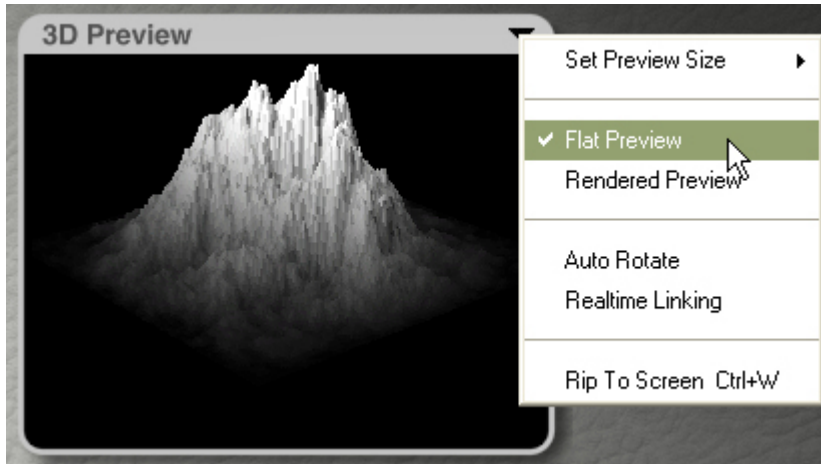 3D Preview
Set Preview Size
Flat Preview
Rendered Preview
Auto Rotate
Realtime Linking
Rip To Screen Ctrl+W